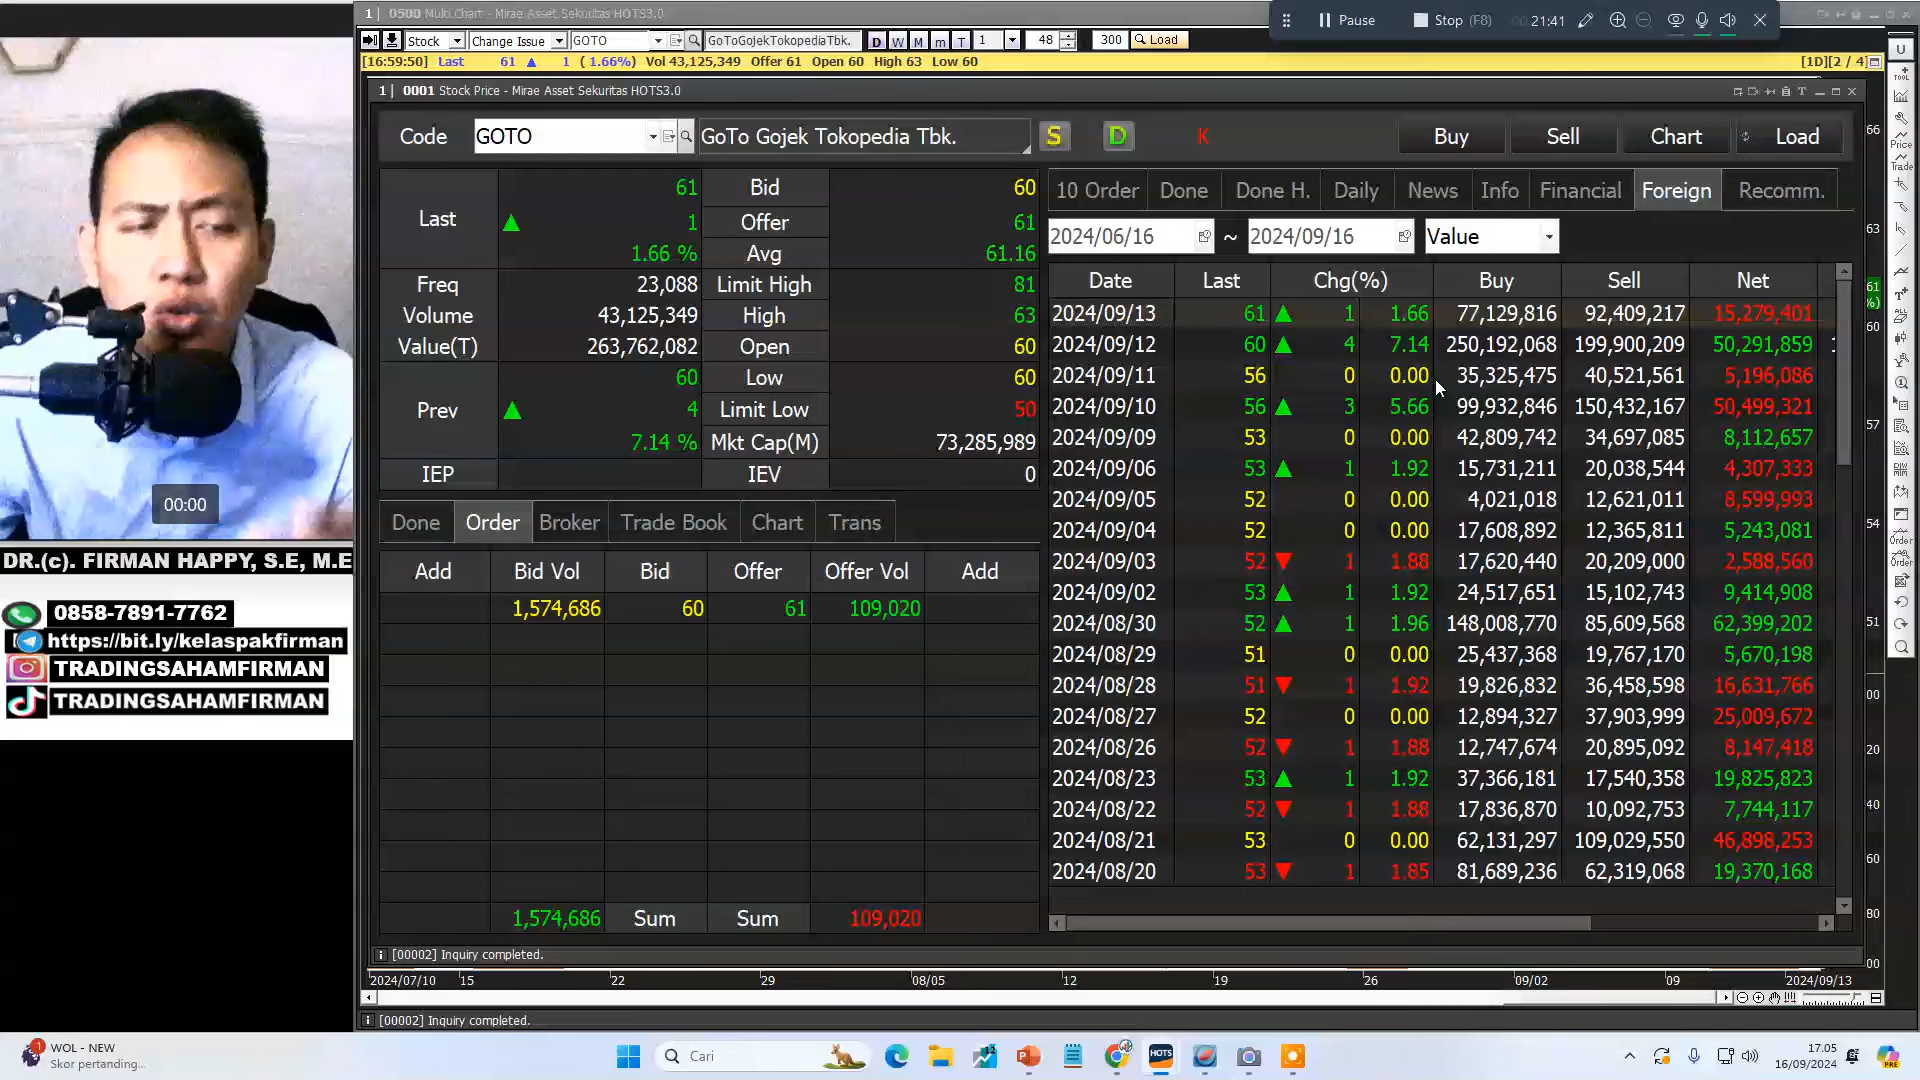 1 | 0500 Multi Chart - Mirae Asset Sekuritas HOTS3.0
Pause Stop (F8) 00:21:41
Stock Change Issue GOTO GoToGojekTokopediaTbk. D W M m T 1 48 300 Load
[16:59:50] Last 61 ▲ 1 ( 1.66%) Vol 43,125,349 Offer 61 Open 60 High 63 Low 60 [1D][2 / 4]
1 | 0001 Stock Price - Mirae Asset Sekuritas HOTS3.0
Code GOTO GoTo Gojek Tokopedia Tbk. S D K Buy Sell Chart Load
Last 61 Bid 60
▲ 1 Offer 61
1.66 % Avg 61.16
Freq 23,088 Limit High 81
Volume 43,125,349 High 63
Value(T) 263,762,082 Open 60
Prev 60 Low 60
▲ 4 Limit Low 50
7.14 % Mkt Cap(M) 73,285,989
IEP IEV 0
Done Order Broker Trade Book Chart Trans
Add Bid Vol Bid Offer Offer Vol Add
1,574,686 60 61 109,020
1,574,686 Sum Sum 109,020
10 Order Done Done H. Daily News Info Financial Foreign Recomm.
2024/06/16 ~ 2024/09/16 Value
Date Last Chg(%) Buy Sell Net
2024/09/13 61 ▲ 1 1.66 77,129,816 92,409,217 15,279,401
2024/09/12 60 ▲ 4 7.14 250,192,068 199,900,209 50,291,859
2024/09/11 56 0 0.00 35,325,475 40,521,561 5,196,086
2024/09/10 56 ▲ 3 5.66 99,932,846 150,432,167 50,499,321
2024/09/09 53 0 0.00 42,809,742 34,697,085 8,112,657
2024/09/06 53 ▲ 1 1.92 15,731,211 20,038,544 4,307,333
2024/09/05 52 0 0.00 4,021,018 12,621,011 8,599,993
2024/09/04 52 0 0.00 17,608,892 12,365,811 5,243,081
2024/09/03 52 ▼ 1 1.88 17,620,440 20,209,000 2,588,560
2024/09/02 53 ▲ 1 1.92 24,517,651 15,102,743 9,414,908
2024/08/30 52 ▲ 1 1.96 148,008,770 85,609,568 62,399,202
2024/08/29 51 0 0.00 25,437,368 19,767,170 5,670,198
2024/08/28 51 ▼ 1 1.92 19,826,832 36,458,598 16,631,766
2024/08/27 52 0 0.00 12,894,327 37,903,999 25,009,672
2024/08/26 52 ▼ 1 1.88 12,747,674 20,895,092 8,147,418
2024/08/23 53 ▲ 1 1.92 37,366,181 17,540,358 19,825,823
2024/08/22 52 ▼ 1 1.88 17,836,870 10,092,753 7,744,117
2024/08/21 53 0 0.00 62,131,297 109,029,550 46,898,253
2024/08/20 53 ▼ 1 1.85 81,689,236 62,319,068 19,370,168
[00002] Inquiry completed.
2024/07/10 15 22 29 08/05 12 19 26 09/02 09 2024/09/13
[00002] Inquiry completed.
00:00
DR.(c). FIRMAN HAPPY, S.E, M.E
0858-7891-7762
https://bit.ly/kelaspakfirman
TRADINGSAHAMFIRMAN
TRADINGSAHAMFIRMAN
WOL - NEW
Skor pertanding...
Cari
HOTS
17.05
16/09/2024